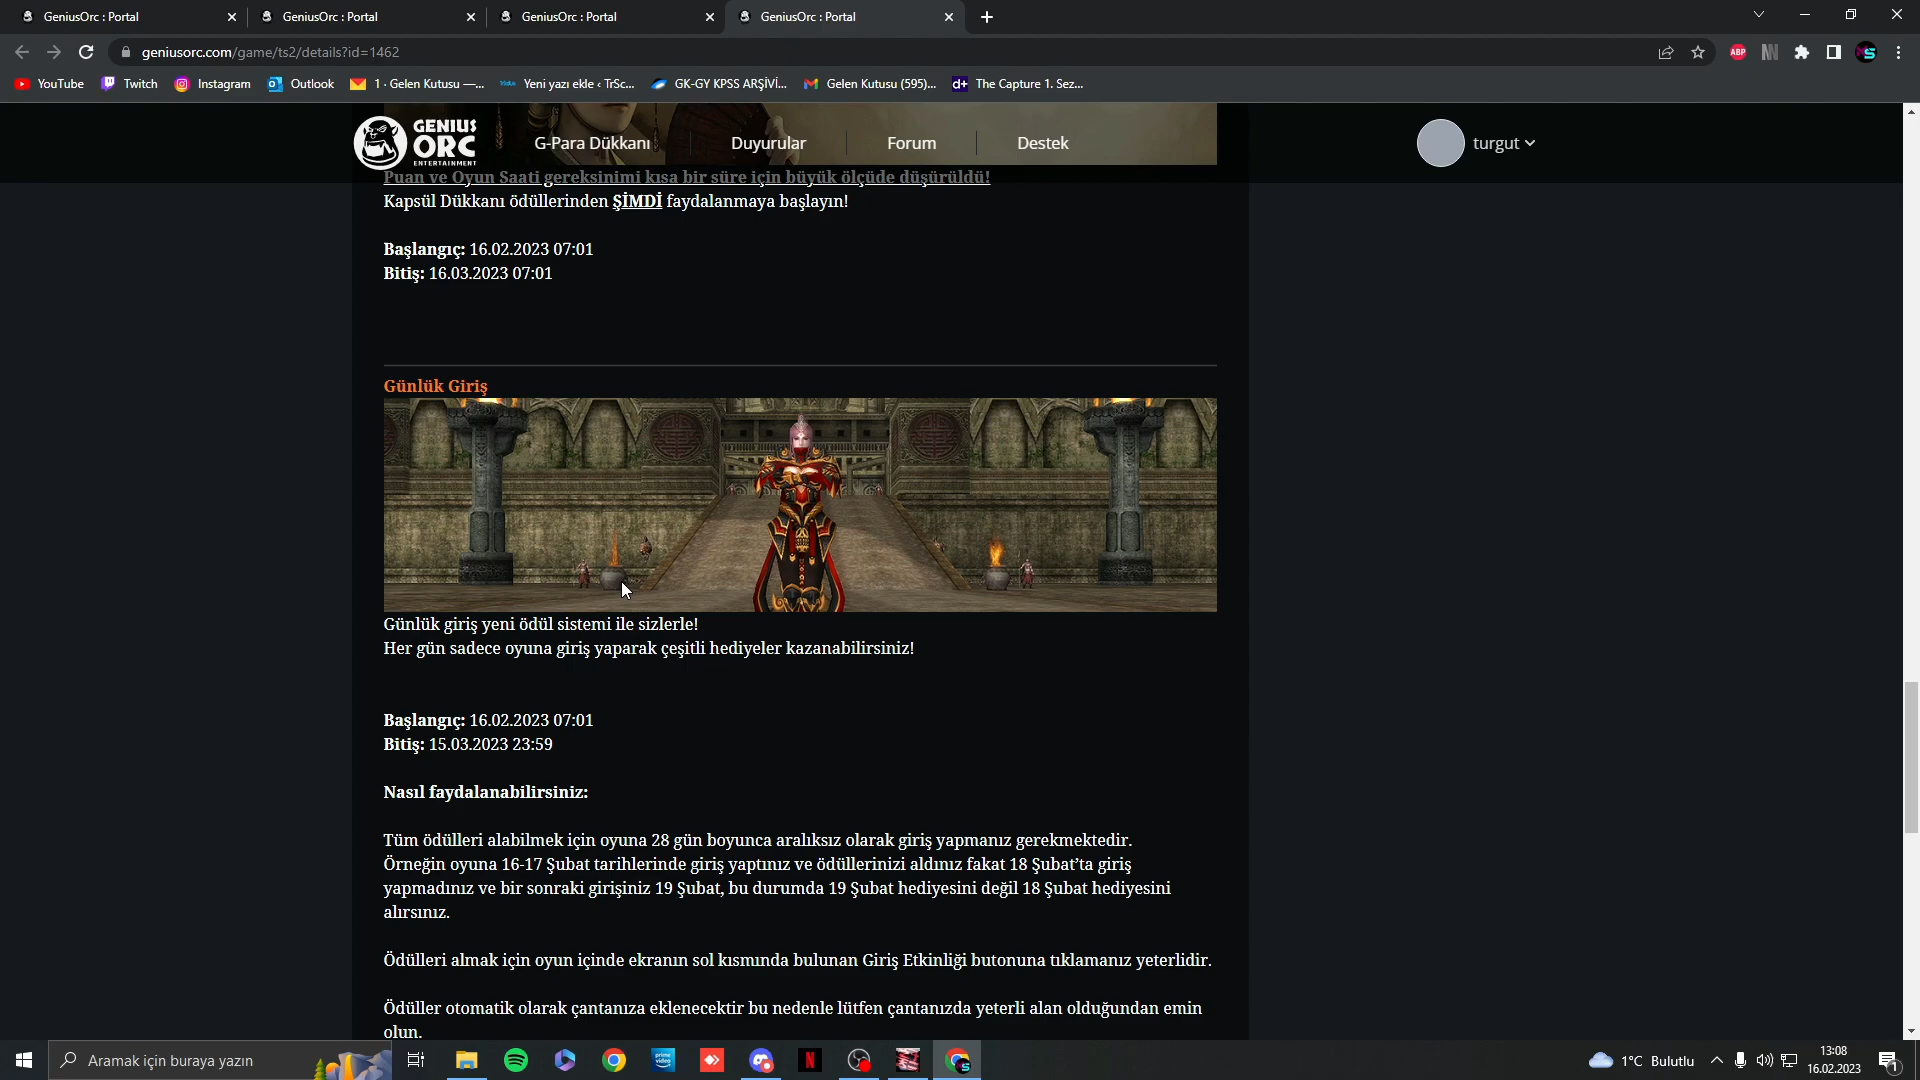 GeniusOrc : Portal
GeniusOrc : Portal
GeniusOrc : Portal
GeniusOrc : Portal
geniusorc.com/game/ts2/details?id=1462
ABP
YouTube
Twitch
Instagram
Outlook
1 · Gelen Kutusu —...
Yeni yazı ekle ‹ TrSc...
GK-GY KPSS ARŞİVİ...
Gelen Kutusu (595)...
d+
The Capture 1. Sez...
GENIUS
ORC
ENTERTAINMENT
G-Para Dükkanı
Duyurular
Forum
Destek
turgut
Puan ve Oyun Saati gereksinimi kısa bir süre için büyük ölçüde düşürüldü!
Kapsül Dükkanı ödüllerinden ŞİMDİ faydalanmaya başlayın!
Başlangıç: 16.02.2023 07:01
Bitiş: 16.03.2023 07:01
Günlük Giriş
Günlük giriş yeni ödül sistemi ile sizlerle!
Her gün sadece oyuna giriş yaparak çeşitli hediyeler kazanabilirsiniz!
Başlangıç: 16.02.2023 07:01
Bitiş: 15.03.2023 23:59
Nasıl faydalanabilirsiniz:
Tüm ödülleri alabilmek için oyuna 28 gün boyunca aralıksız olarak giriş yapmanız gerekmektedir.
Örneğin oyuna 16-17 Şubat tarihlerinde giriş yaptınız ve ödüllerinizi aldınız fakat 18 Şubat’ta giriş
yapmadınız ve bir sonraki girişiniz 19 Şubat, bu durumda 19 Şubat hediyesini değil 18 Şubat hediyesini
alırsınız.
Ödülleri almak için oyun içinde ekranın sol kısmında bulunan Giriş Etkinliği butonuna tıklamanız yeterlidir.
Ödüller otomatik olarak çantanıza eklenecektir bu nedenle lütfen çantanızda yeterli alan olduğundan emin
olun.
Aramak için buraya yazın
prime video
1°C Bulutlu
13:08
16.02.2023
1